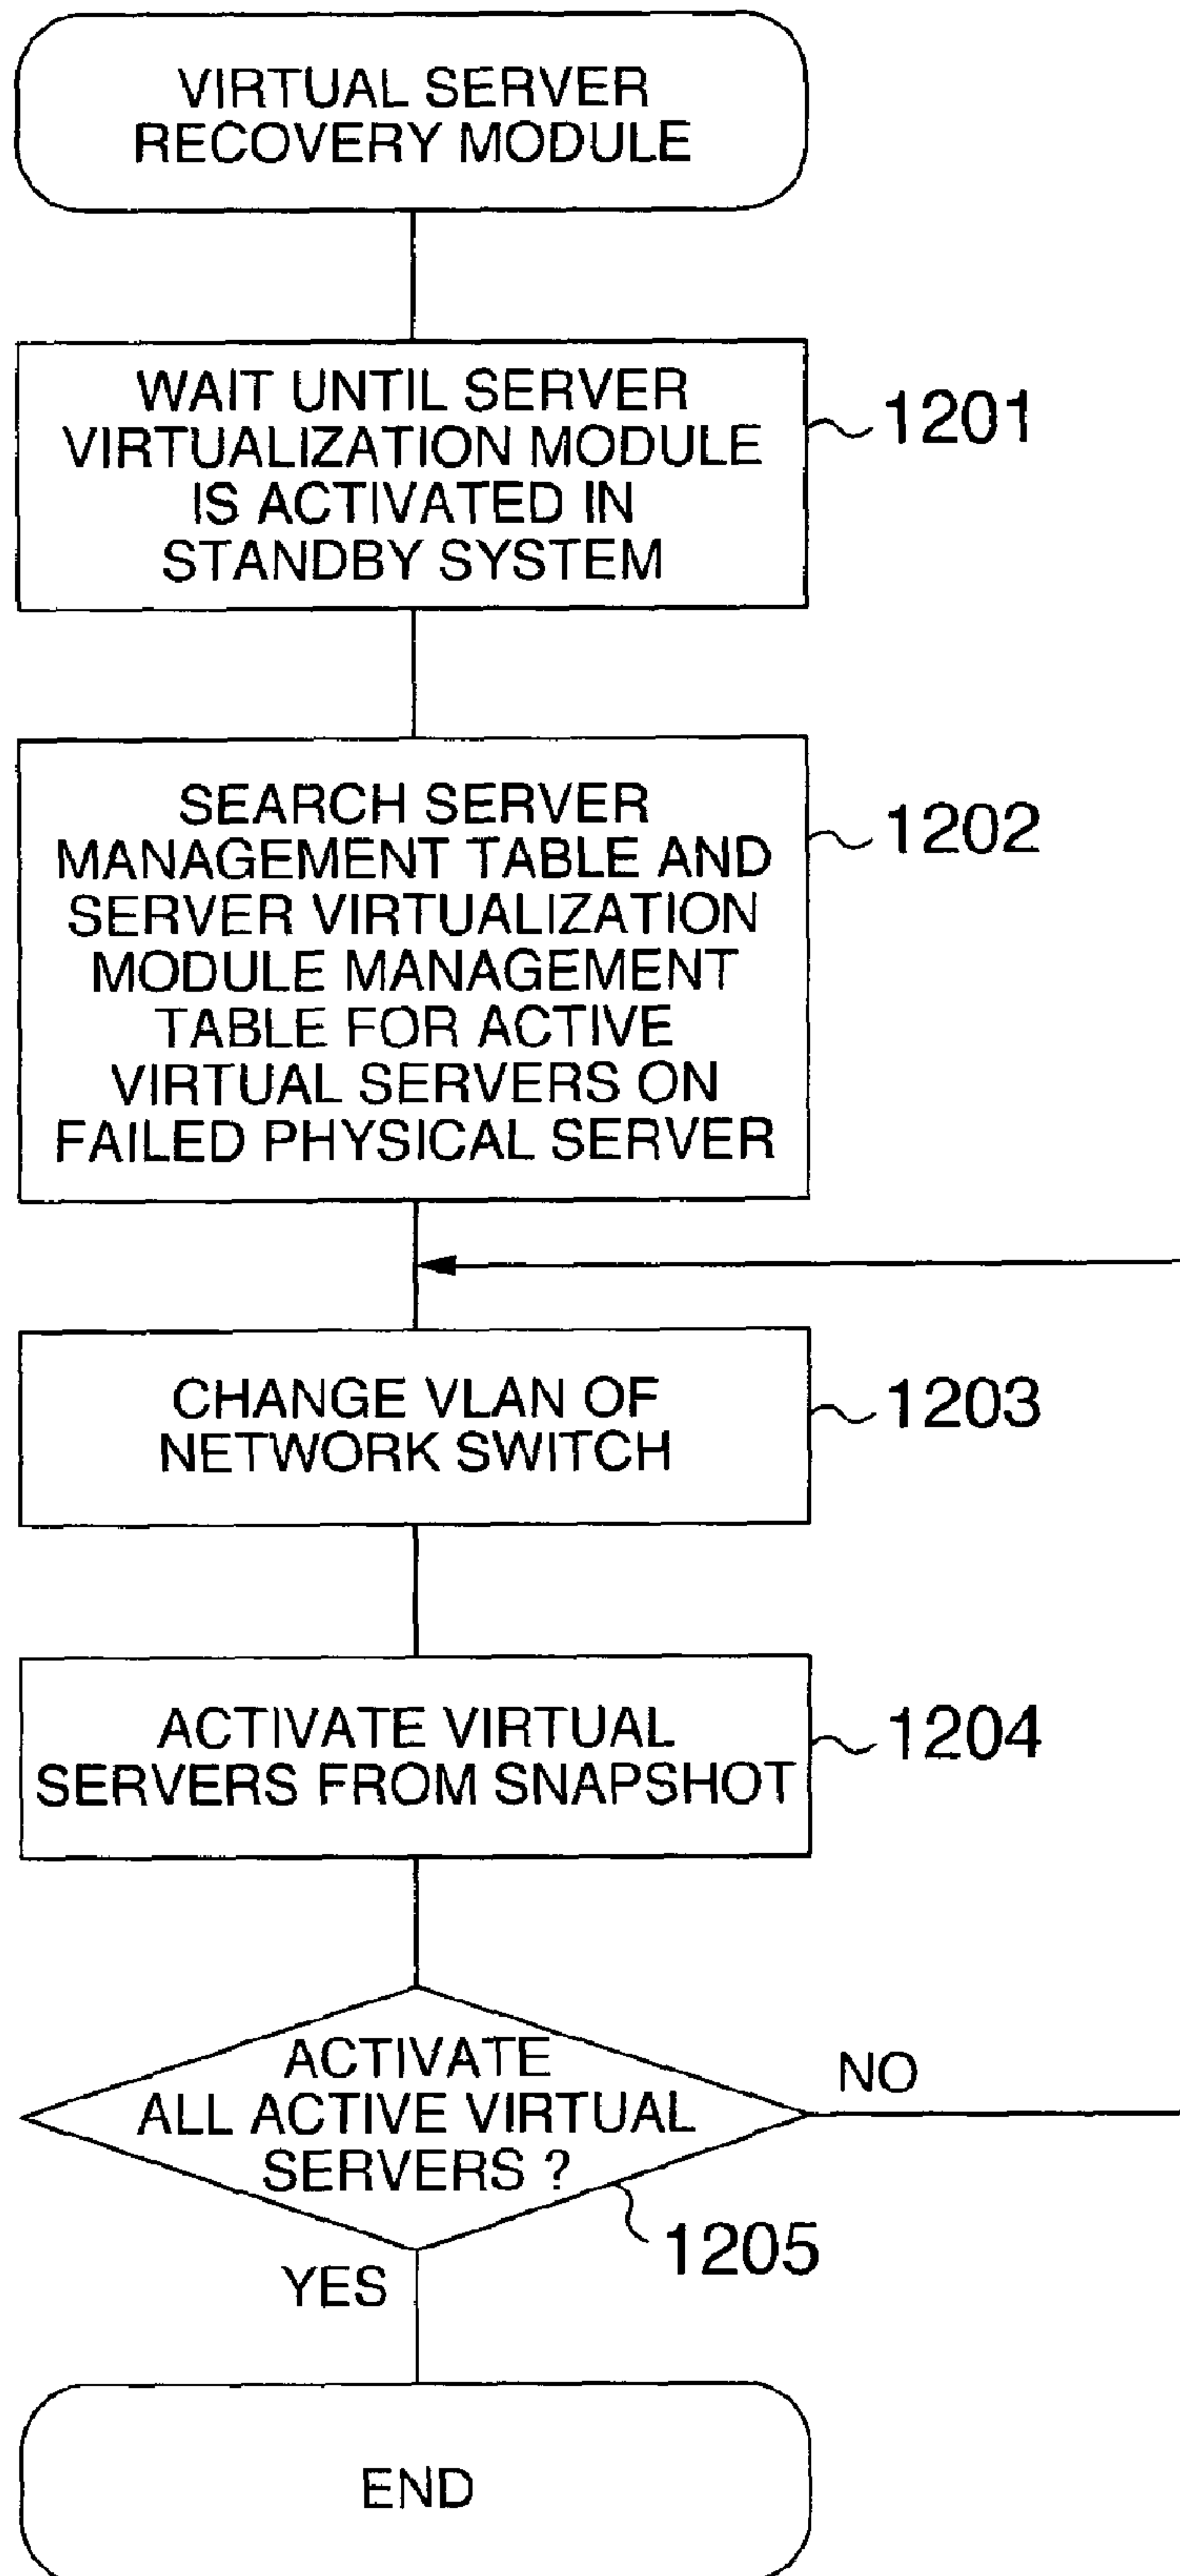 VIRTUAL SERVER
RECOVERY MODULE
WAIT UNTIL SERVER
VIRTUALIZATION MODULE
IS ACTIVATED IN
STANDBY SYSTEM
1201
SEARCH SERVER
MANAGEMENT TABLE AND
SERVER VIRTUALIZATION
MODULE MANAGEMENT
TABLE FOR ACTIVE
VIRTUAL SERVERS ON
FAILED PHYSICAL SERVER
1202
CHANGE VLAN OF
NETWORK SWITCH
1203
ACTIVATE VIRTUAL
SERVERS FROM SNAPSHOT
1204
ACTIVATE
ALL ACTIVE VIRTUAL
SERVERS ?
NO
1205
YES
END